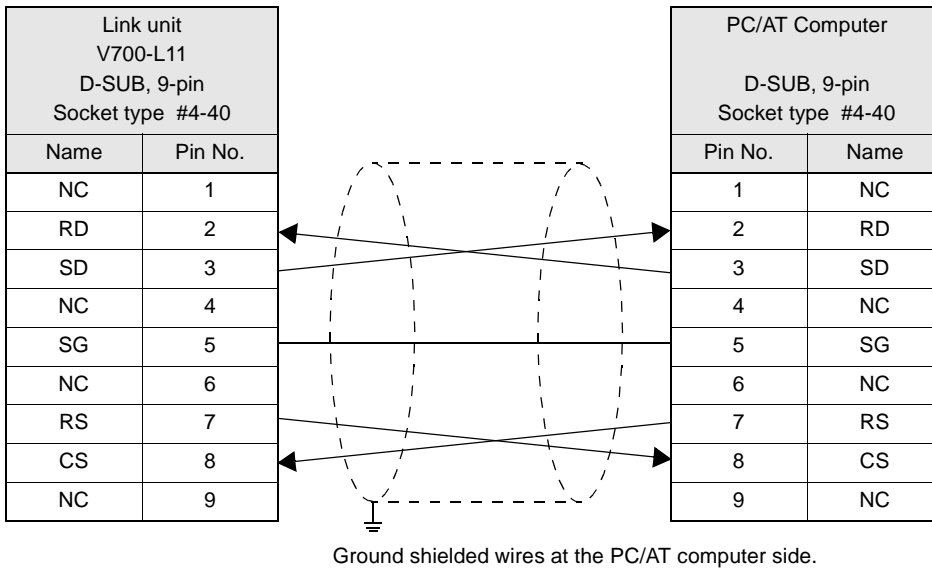 Link unit
V700-L11
D-SUB, 9-pin
Socket type #4-40
Name Pin No.
NC 1
RD 2
SD 3
NC 4
SG 5
NC 6
RS 7
CS 8
NC 9
PC/AT Computer
D-SUB, 9-pin
Socket type #4-40
Pin No. Name
1 NC
2 RD
3 SD
4 NC
5 SG
6 NC
7 RS
8 CS
9 NC
Ground shielded wires at the PC/AT computer side.